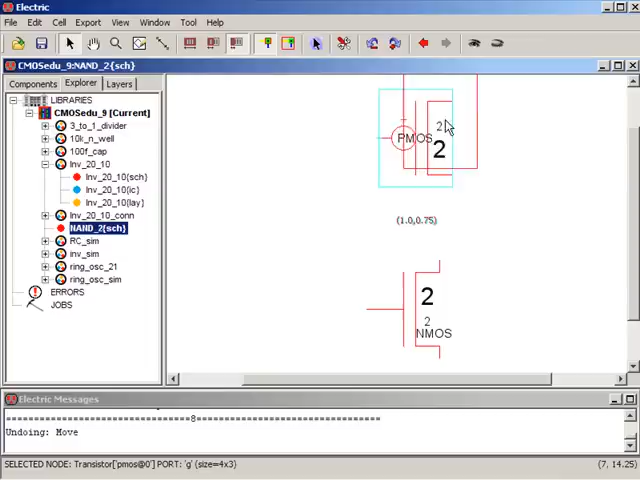 Electric
File Edit Cell Export View Window Tool Help
CMOSedu_9:NAND_2{sch}
Components Explorer Layers
LIBRARIES
CMOSedu_9 [Current]
3_to_1_divider
10k_n_well
100f_cap
Inv_20_10
Inv_20_10{sch}
Inv_20_10{ic}
Inv_20_10{lay}
Inv_20_10_conn
NAND_2{sch}
RC_sim
inv_sim
ring_osc_21
ring_osc_sim
ERRORS
JOBS
2
PMOS
2
(1.0,0.75)
2
2
NMOS
Electric Messages
=================================8=================================
Undoing: Move
SELECTED NODE: Transistor['pmos@0'] PORT: 'g' (size=4x3)
(7, 14.25)